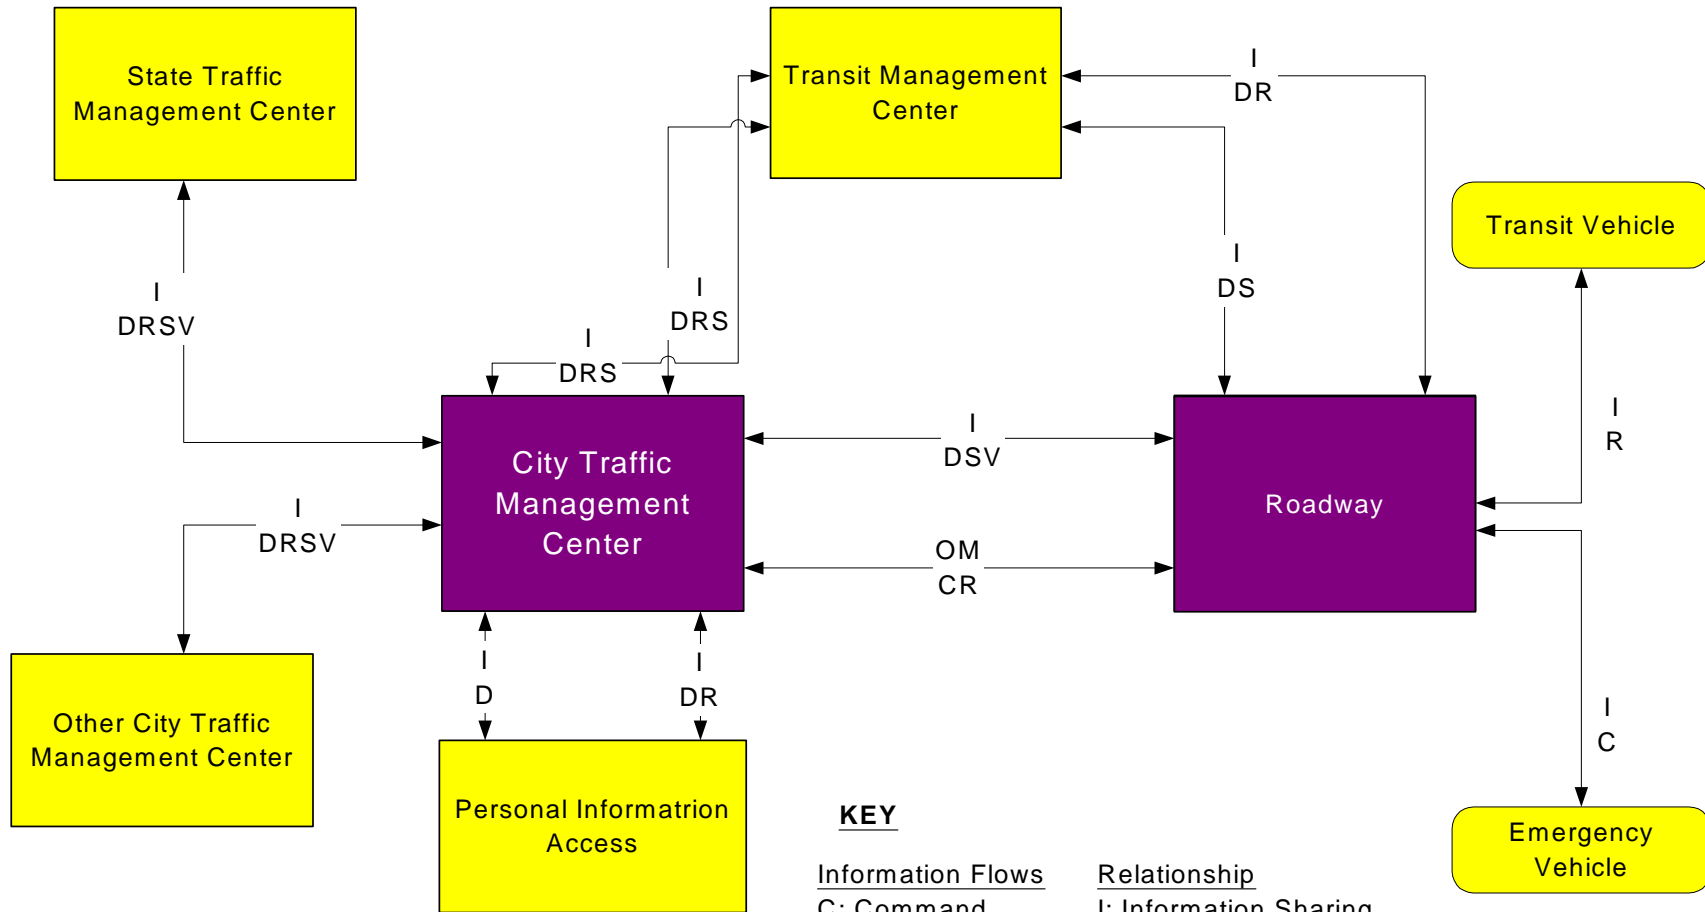 State Traffic
Management Center
Transit Management
Center
I
DR
Transit Vehicle
I
DRSV
I
DRS
I
DRS
I
DS
I
R
City Traffic
Management
Center
I
DSV
Roadway
I
DRSV
OM
CR
I
D
I
DR
Other City Traffic
Management Center
Personal Informatrion
Access
I
C
Emergency
Vehicle
KEY
Information Flows
Relationship
C: Command
I: Information Sharing